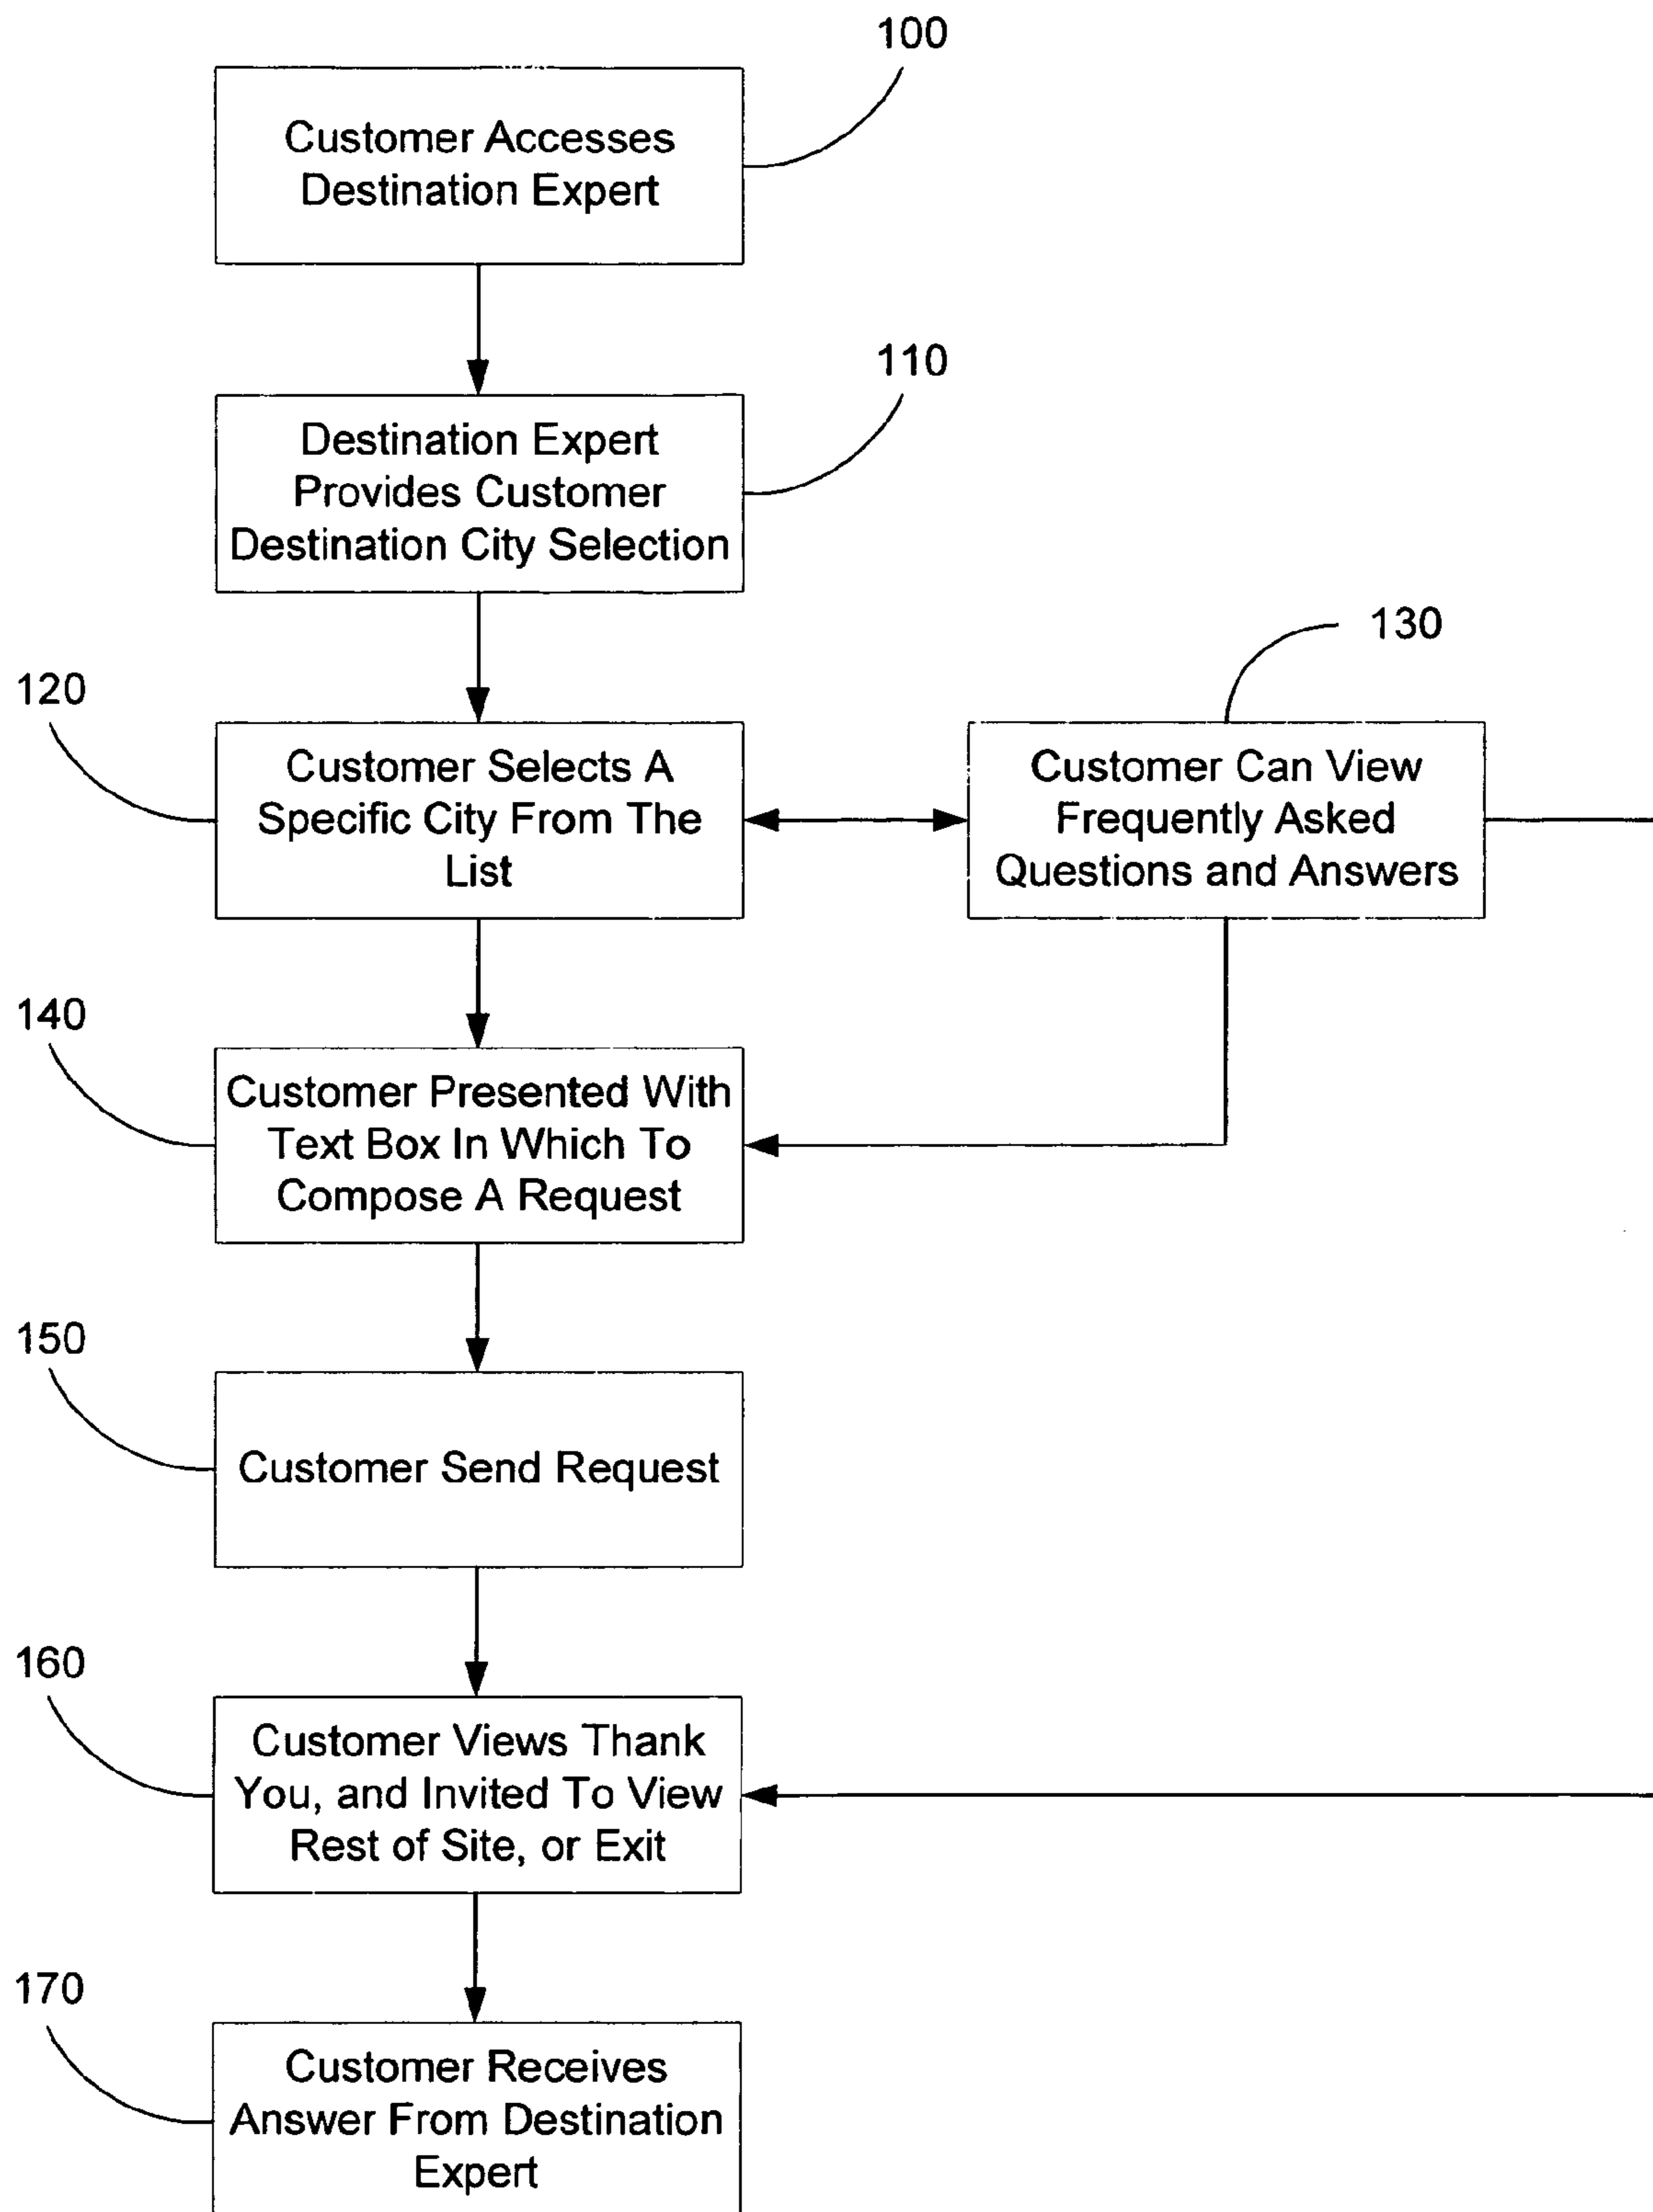 100
Customer Accesses
Destination Expert
110
Destination Expert
Provides Customer
Destination City Selection
120
Customer Selects A
Specific City From The
List
130
Customer Can View
Frequently Asked
Questions and Answers
140
Customer Presented With
Text Box In Which To
Compose A Request
150
Customer Send Request
160
Customer Views Thank
You, and Invited To View
Rest of Site, or Exit
170
Customer Receives
Answer From Destination
Expert